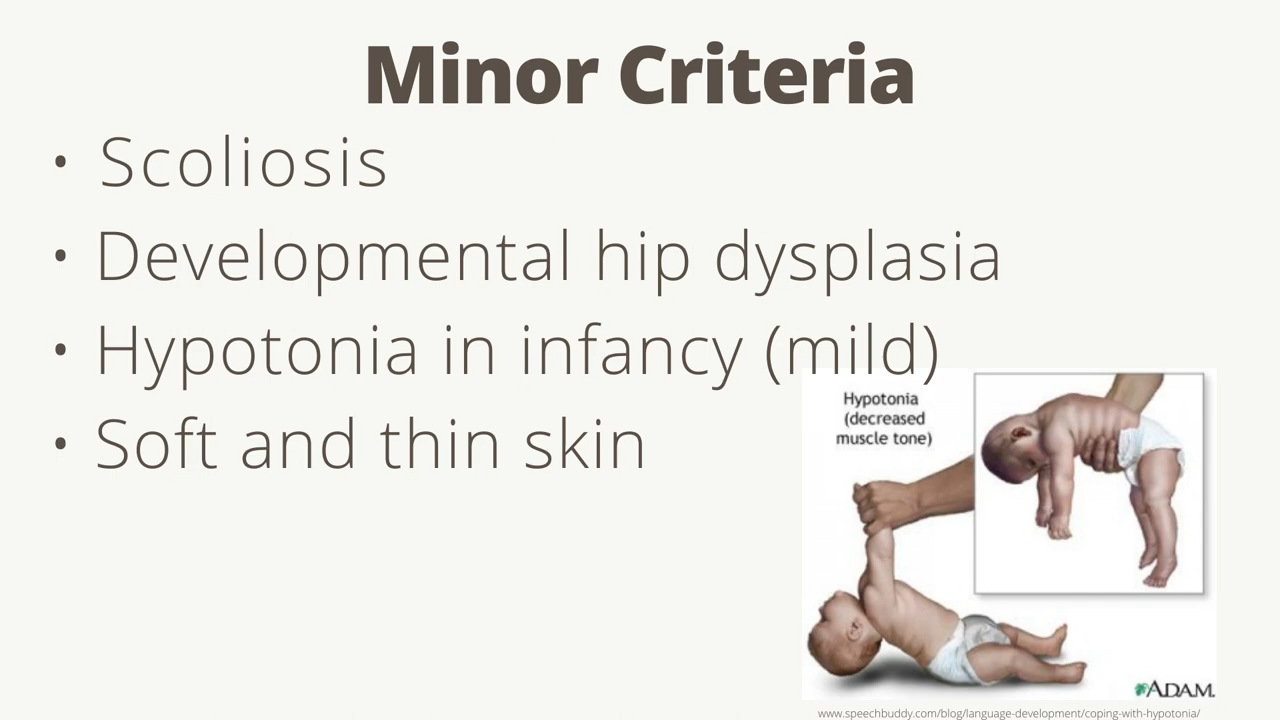 Minor Criteria
• Scoliosis
• Developmental hip dysplasia
• Hypotonia in infancy (mild)
• Soft and thin skin
Hypotonia
(decreased
muscle tone)
ADAM.
www.speechbuddy.com/blog/language-development/coping-with-hypotonia/